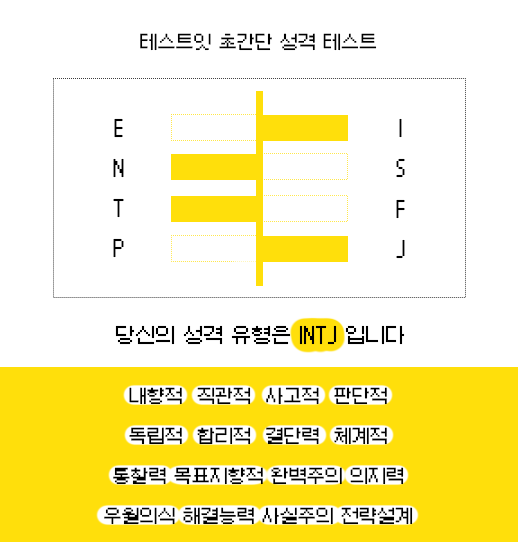 테스트잇 초간단 성격 테스트
E I
N S
T F
P J
당신의 성격 유형은 INTJ 입니다
내향적 직관적 사고적 판단적
독립적 합리적 결단력 체계적
통찰력 목표지향적 완벽주의 의지력
우월의식 해결능력 사실주의 전략설계